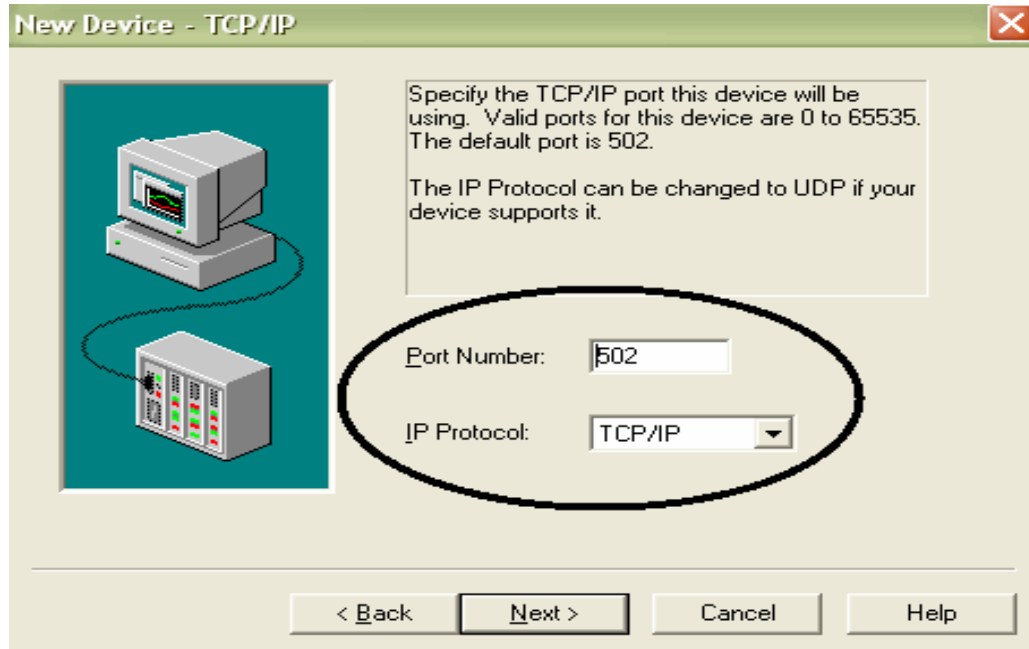 New Device - TCP/IP
Specify the TCP/IP port this device will be
using. Valid ports for this device are 0 to 65535.
The default port is 502.
The IP Protocol can be changed to UDP if your
device supports it.
Port Number: 502
IP Protocol: TCP/IP
< Back Next > Cancel Help